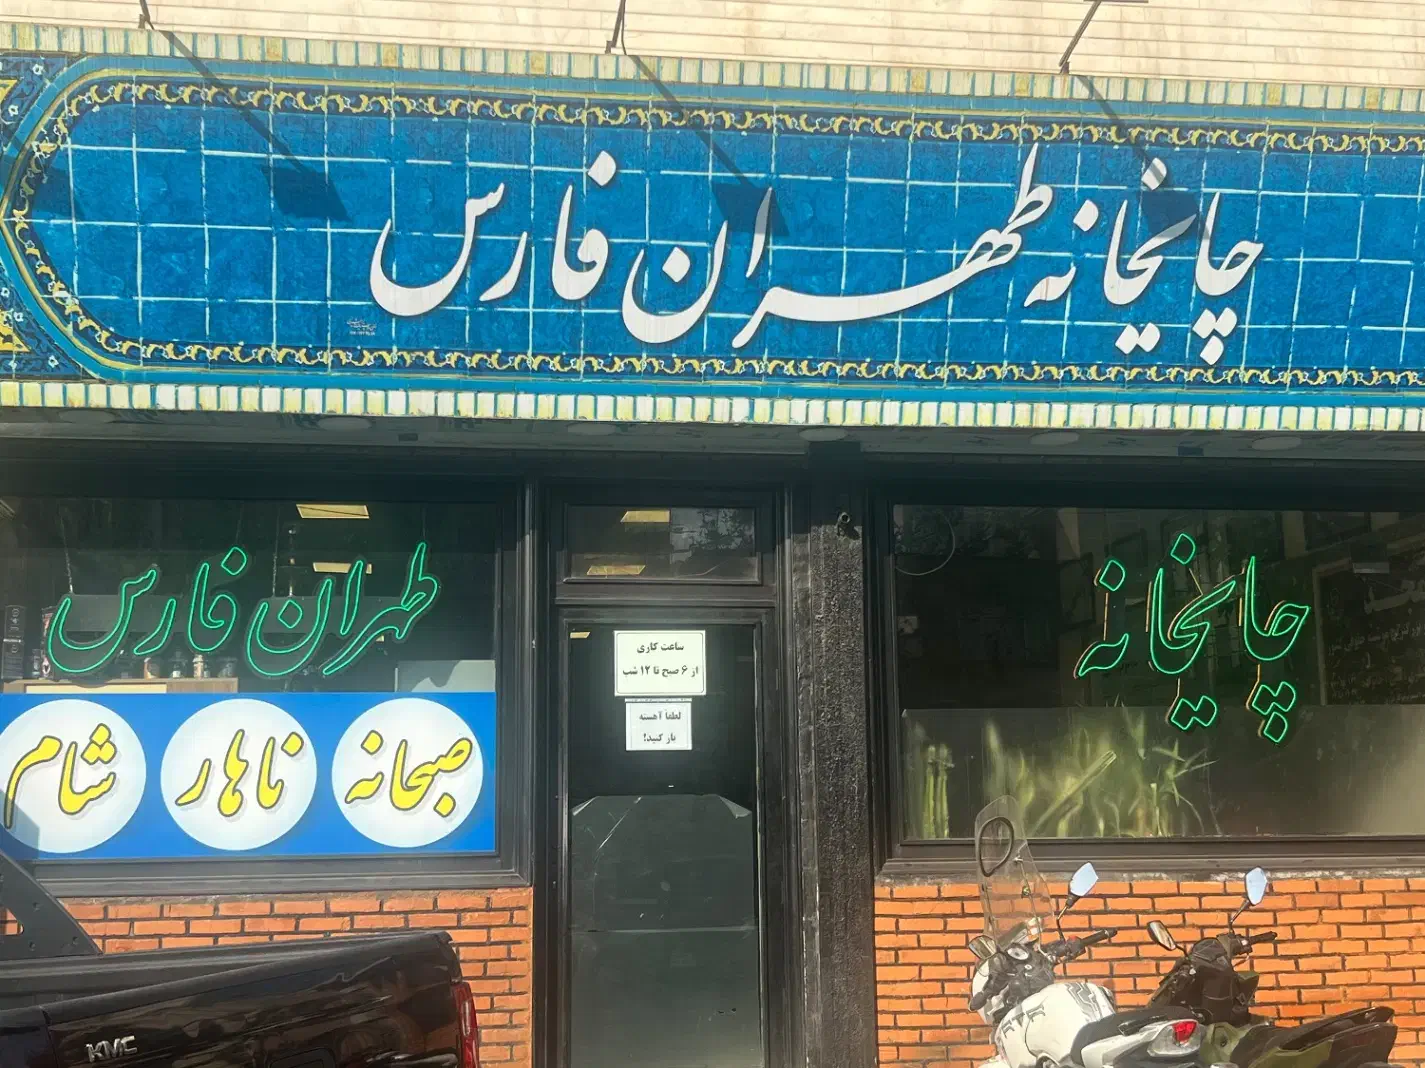 چایخانه طهران فارس
طهران فارس
چایخانه
ساعت کاری
از ۶ صبح تا ۱۲ شب
لطفا آهسته
باز کنید!
صبحانه
ناهار
شام
KMC